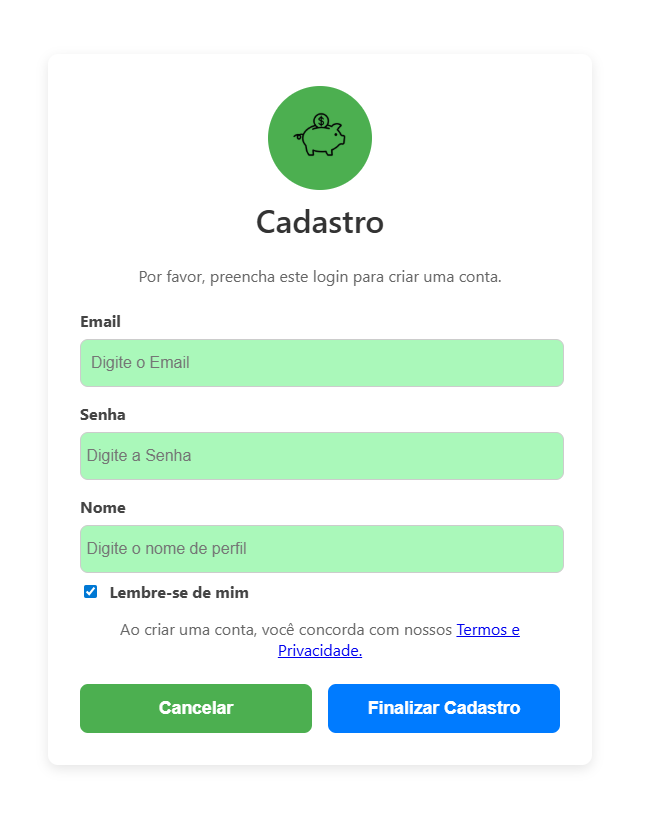 $
Cadastro
Por favor, preencha este login para criar uma conta.
Email
Digite o Email
Senha
Digite a Senha
Nome
Digite o nome de perfil
Lembre-se de mim
Ao criar uma conta, você concorda com nossos Termos e
Privacidade.
Cancelar Finalizar Cadastro